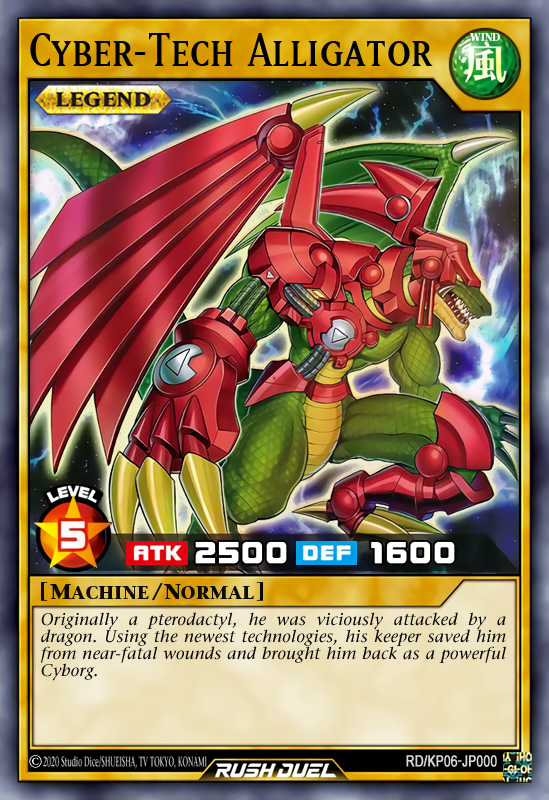 Cyber-Tech Alligator
WIND
風
LEGEND
LEVEL
5
ATK 2500 DEF 1600
[Machine/Normal]
Originally a pterodactyl, he was viciously attacked by a
dragon. Using the newest technologies, his keeper saved him
from near-fatal wounds and brought him back as a powerful
Cyborg.
©2020 Studio Dice/SHUEISHA, TV TOKYO, KONAMI
RUSH DUEL
RD/KP06-JP000